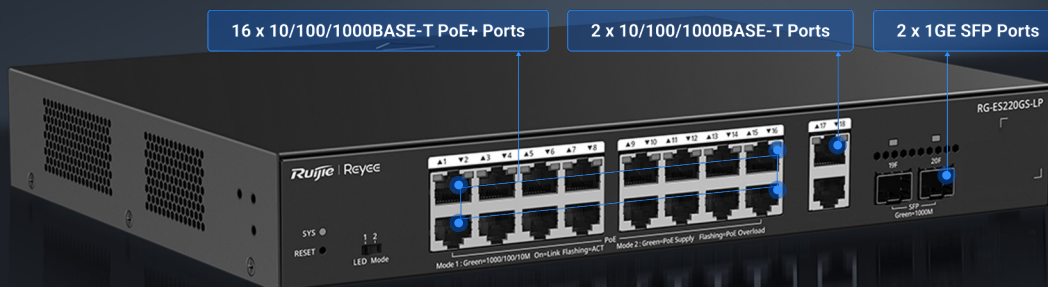 16 x 10/100/1000BASE-T PoE+ Ports
2 x 10/100/1000BASE-T Ports
2 x 1GE SFP Ports
RG-ES220GS-LP
Ruijie | Reyee
▲1 ▼2 ▲3 ▼4 ▲5 ▼6 ▲7 ▼8
▲9 ▼10 ▲11 ▼12 ▲13 ▼14 ▲15 ▼16
▲17 ▼18
19F 20F
SFP
Green=1000M
SYS
RESET
1 2
LED Mode
PoE
Mode 1: Green=1000/100/10M On=Link Flashing=ACT
Mode 2: Green=PoE Supply Flashing=PoE Overload